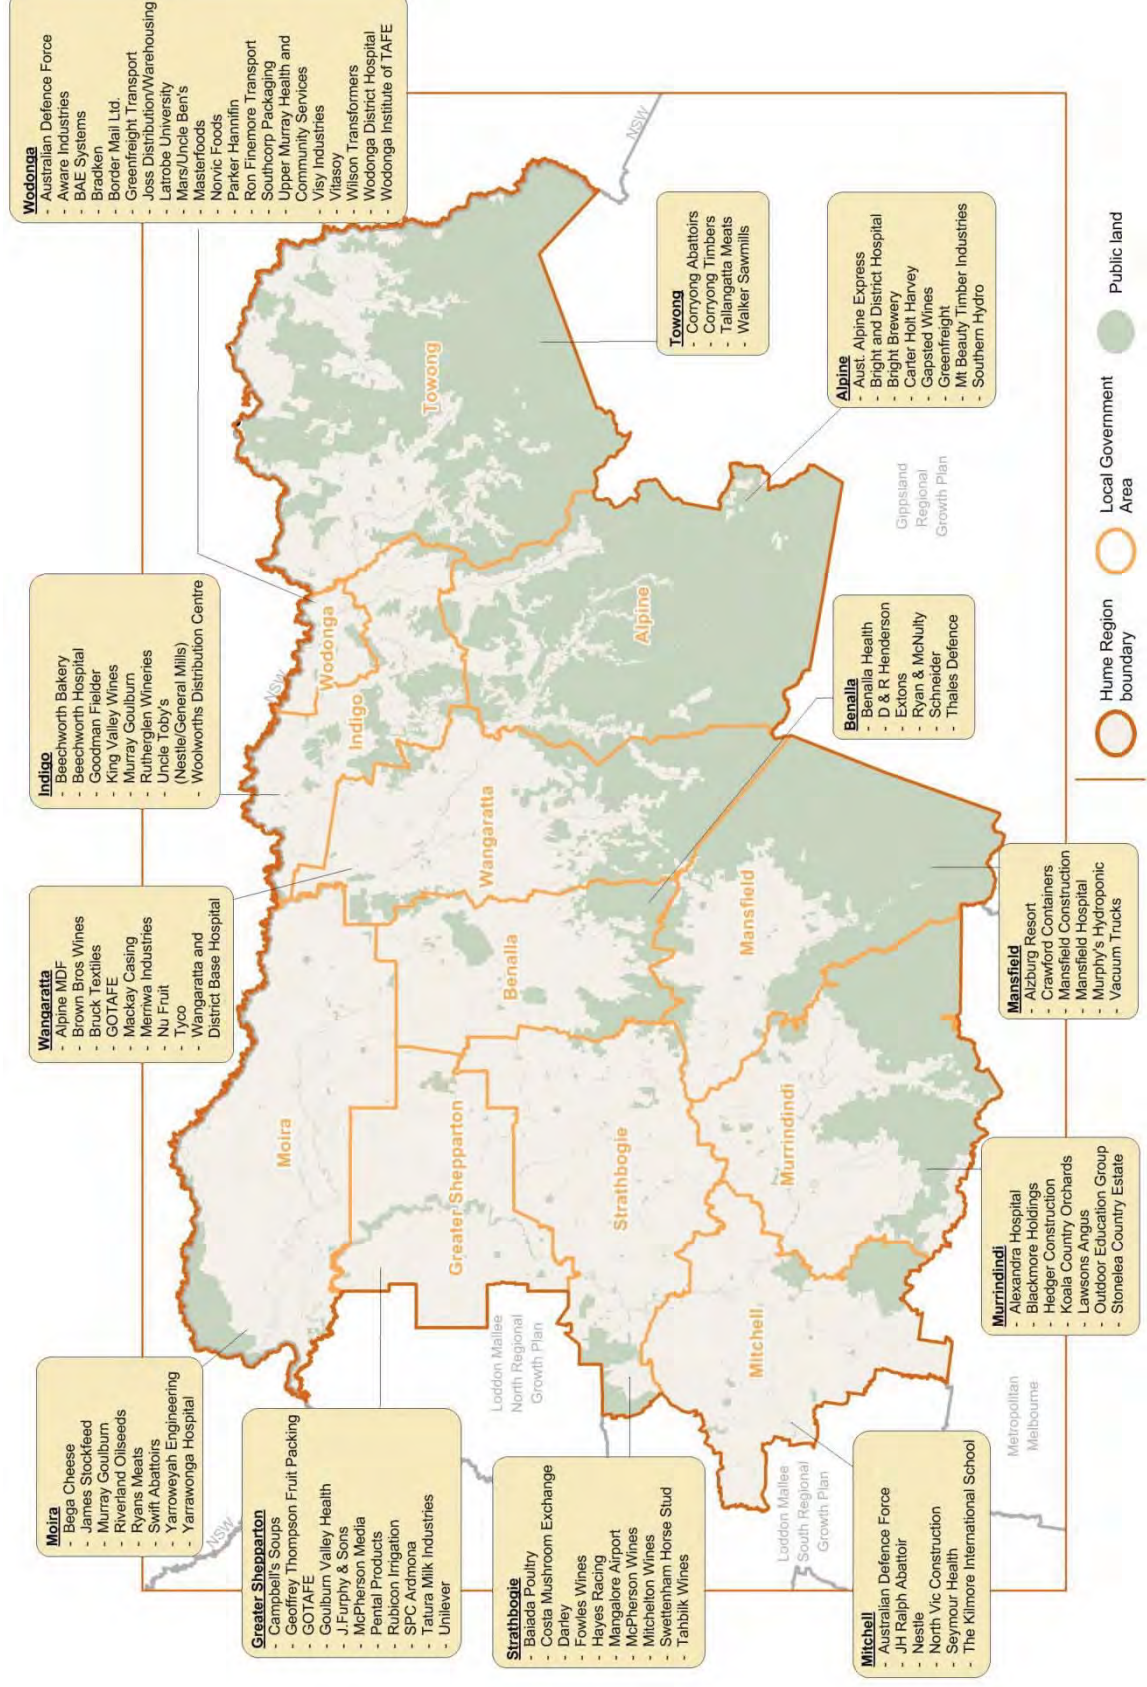 Moira
- Bega Cheese
- James Stockfeed
- Murray Goulburn
- Riverland Oilseeds
- Ryans Meats
- Swift Abattoirs
- Yarroweyah Engineering
- Yarrawonga Hospital
Wangaratta
- Alpine MDF
- Brown Bros Wines
- Bruck Textiles
- GOTAFE
- Mackay Casing
- Merriwa Industries
- Nu Fruit
- Tyco
- Wangaratta and
District Base Hospital
Indigo
- Beechworth Bakery
- Beechworth Hospital
- Goodman Fielder
- King Valley Wines
- Murray Goulburn
- Rutherglen Wineries
- Uncle Toby's
(Nestle/General Mills)
- Woolworths Distribution Centre
Wodonga
- Australian Defence Force
- Aware Industries
- BAE Systems
- Bradken
- Border Mail Ltd.
- Greenfreight Transport
- Joss Distribution/Warehousing
- Latrobe University
- Mars/Uncle Ben's
- Masterfoods
- Norvic Foods
- Parker Hannifin
- Ron Finemore Transport
- Southcorp Packaging
- Upper Murray Health and
Community Services
- Visy Industries
- Vitasoy
- Wilson Transformers
- Wodonga District Hospital
- Wodonga Institute of TAFE
Greater Shepparton
- Campbell's Soups
- Geoffrey Thompson Fruit Packing
- GOTAFE
- Goulburn Valley Health
- J.Furphy & Sons
- McPherson Media
- Pental Products
- Rubicon Irrigation
- SPC Ardmona
- Tatura Milk Industries
- Unilever
Strathbogie
- Baiada Poultry
- Costa Mushroom Exchange
- Darley
- Fowles Wines
- Hayes Racing
- Mangalore Airport
- McPherson Wines
- Mitchelton Wines
- Swettenham Horse Stud
- Tahbilk Wines
Mitchell
- Australian Defence Force
- JH Ralph Abattoir
- Nestle
- North Vic Construction
- Seymour Health
- The Kilmore International School
Murrindindi
- Alexandra Hospital
- Blackmore Holdings
- Hedger Construction
- Koala Country Orchards
- Lawsons Angus
- Outdoor Education Group
- Stonelea Country Estate
Mansfield
- Alzburg Resort
- Crawford Containers
- Mansfield Construction
- Mansfield Hospital
- Murphy's Hydroponic
- Vacuum Trucks
Benalla
- Benalla Health
- D & R Henderson
- Extons
- Ryan & McNulty
- Schneider
- Thales Defence
Alpine
- Aust. Alpine Express
- Bright and District Hospital
- Bright Brewery
- Carter Holt Harvey
- Gapsted Wines
- Greenfreight
- Mt Beauty Timber Industries
- Southern Hydro
Towong
- Corryong Abattoirs
- Corryong Timbers
- Tallangatta Meats
- Walker Sawmills
NSW
NSW
NSW
Moira
Greater Shepparton
Strathbogie
Mitchell
Murrindindi
Mansfield
Benalla
Wangaratta
Indigo
Wodonga
Towong
Alpine
Loddon Mallee
North Regional
Growth Plan
Loddon Mallee
South Regional
Growth Plan
Metropolitan
Melbourne
Gippsland
Regional
Growth Plan
Hume Region
boundary
Local Government
Area
Public land